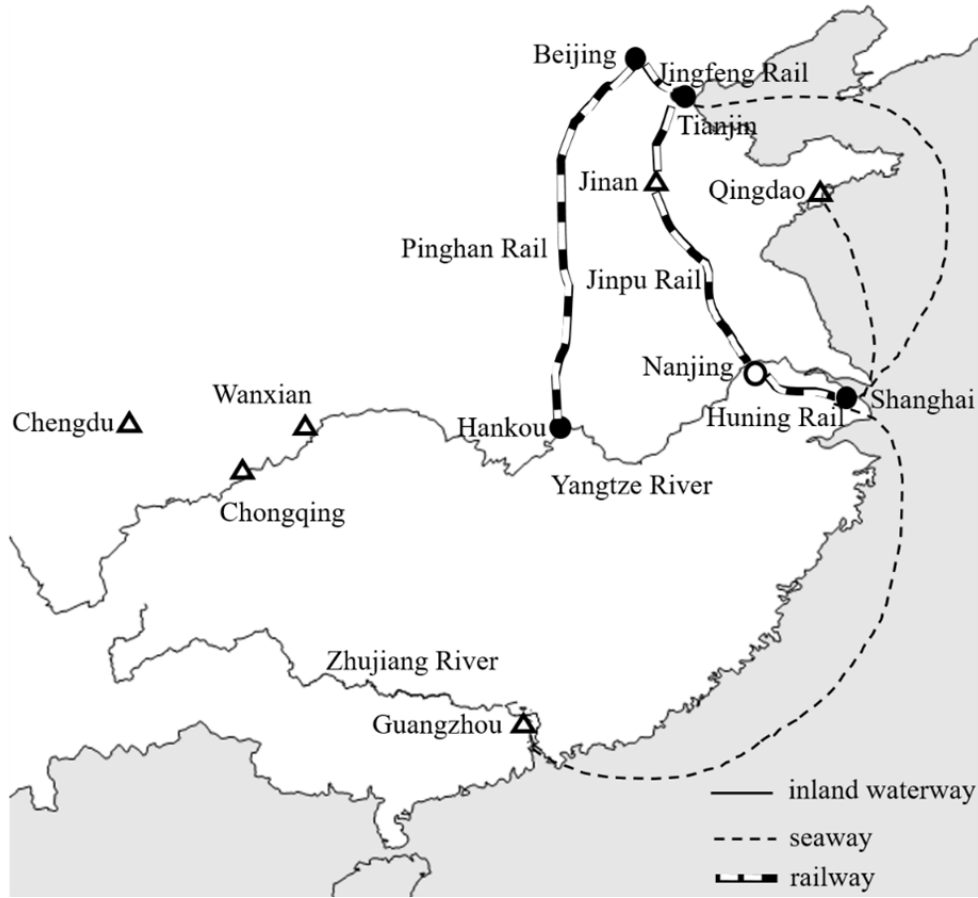 Beijing
Jingfeng Rail
Tianjin
Jinan
Qingdao
Pinghan Rail
Jinpu Rail
Nanjing
Shanghai
Wanxian
Huning Rail
Chengdu
Hankou
Yangtze River
Chongqing
Zhujiang River
Guangzhou
inland waterway
seaway
railway